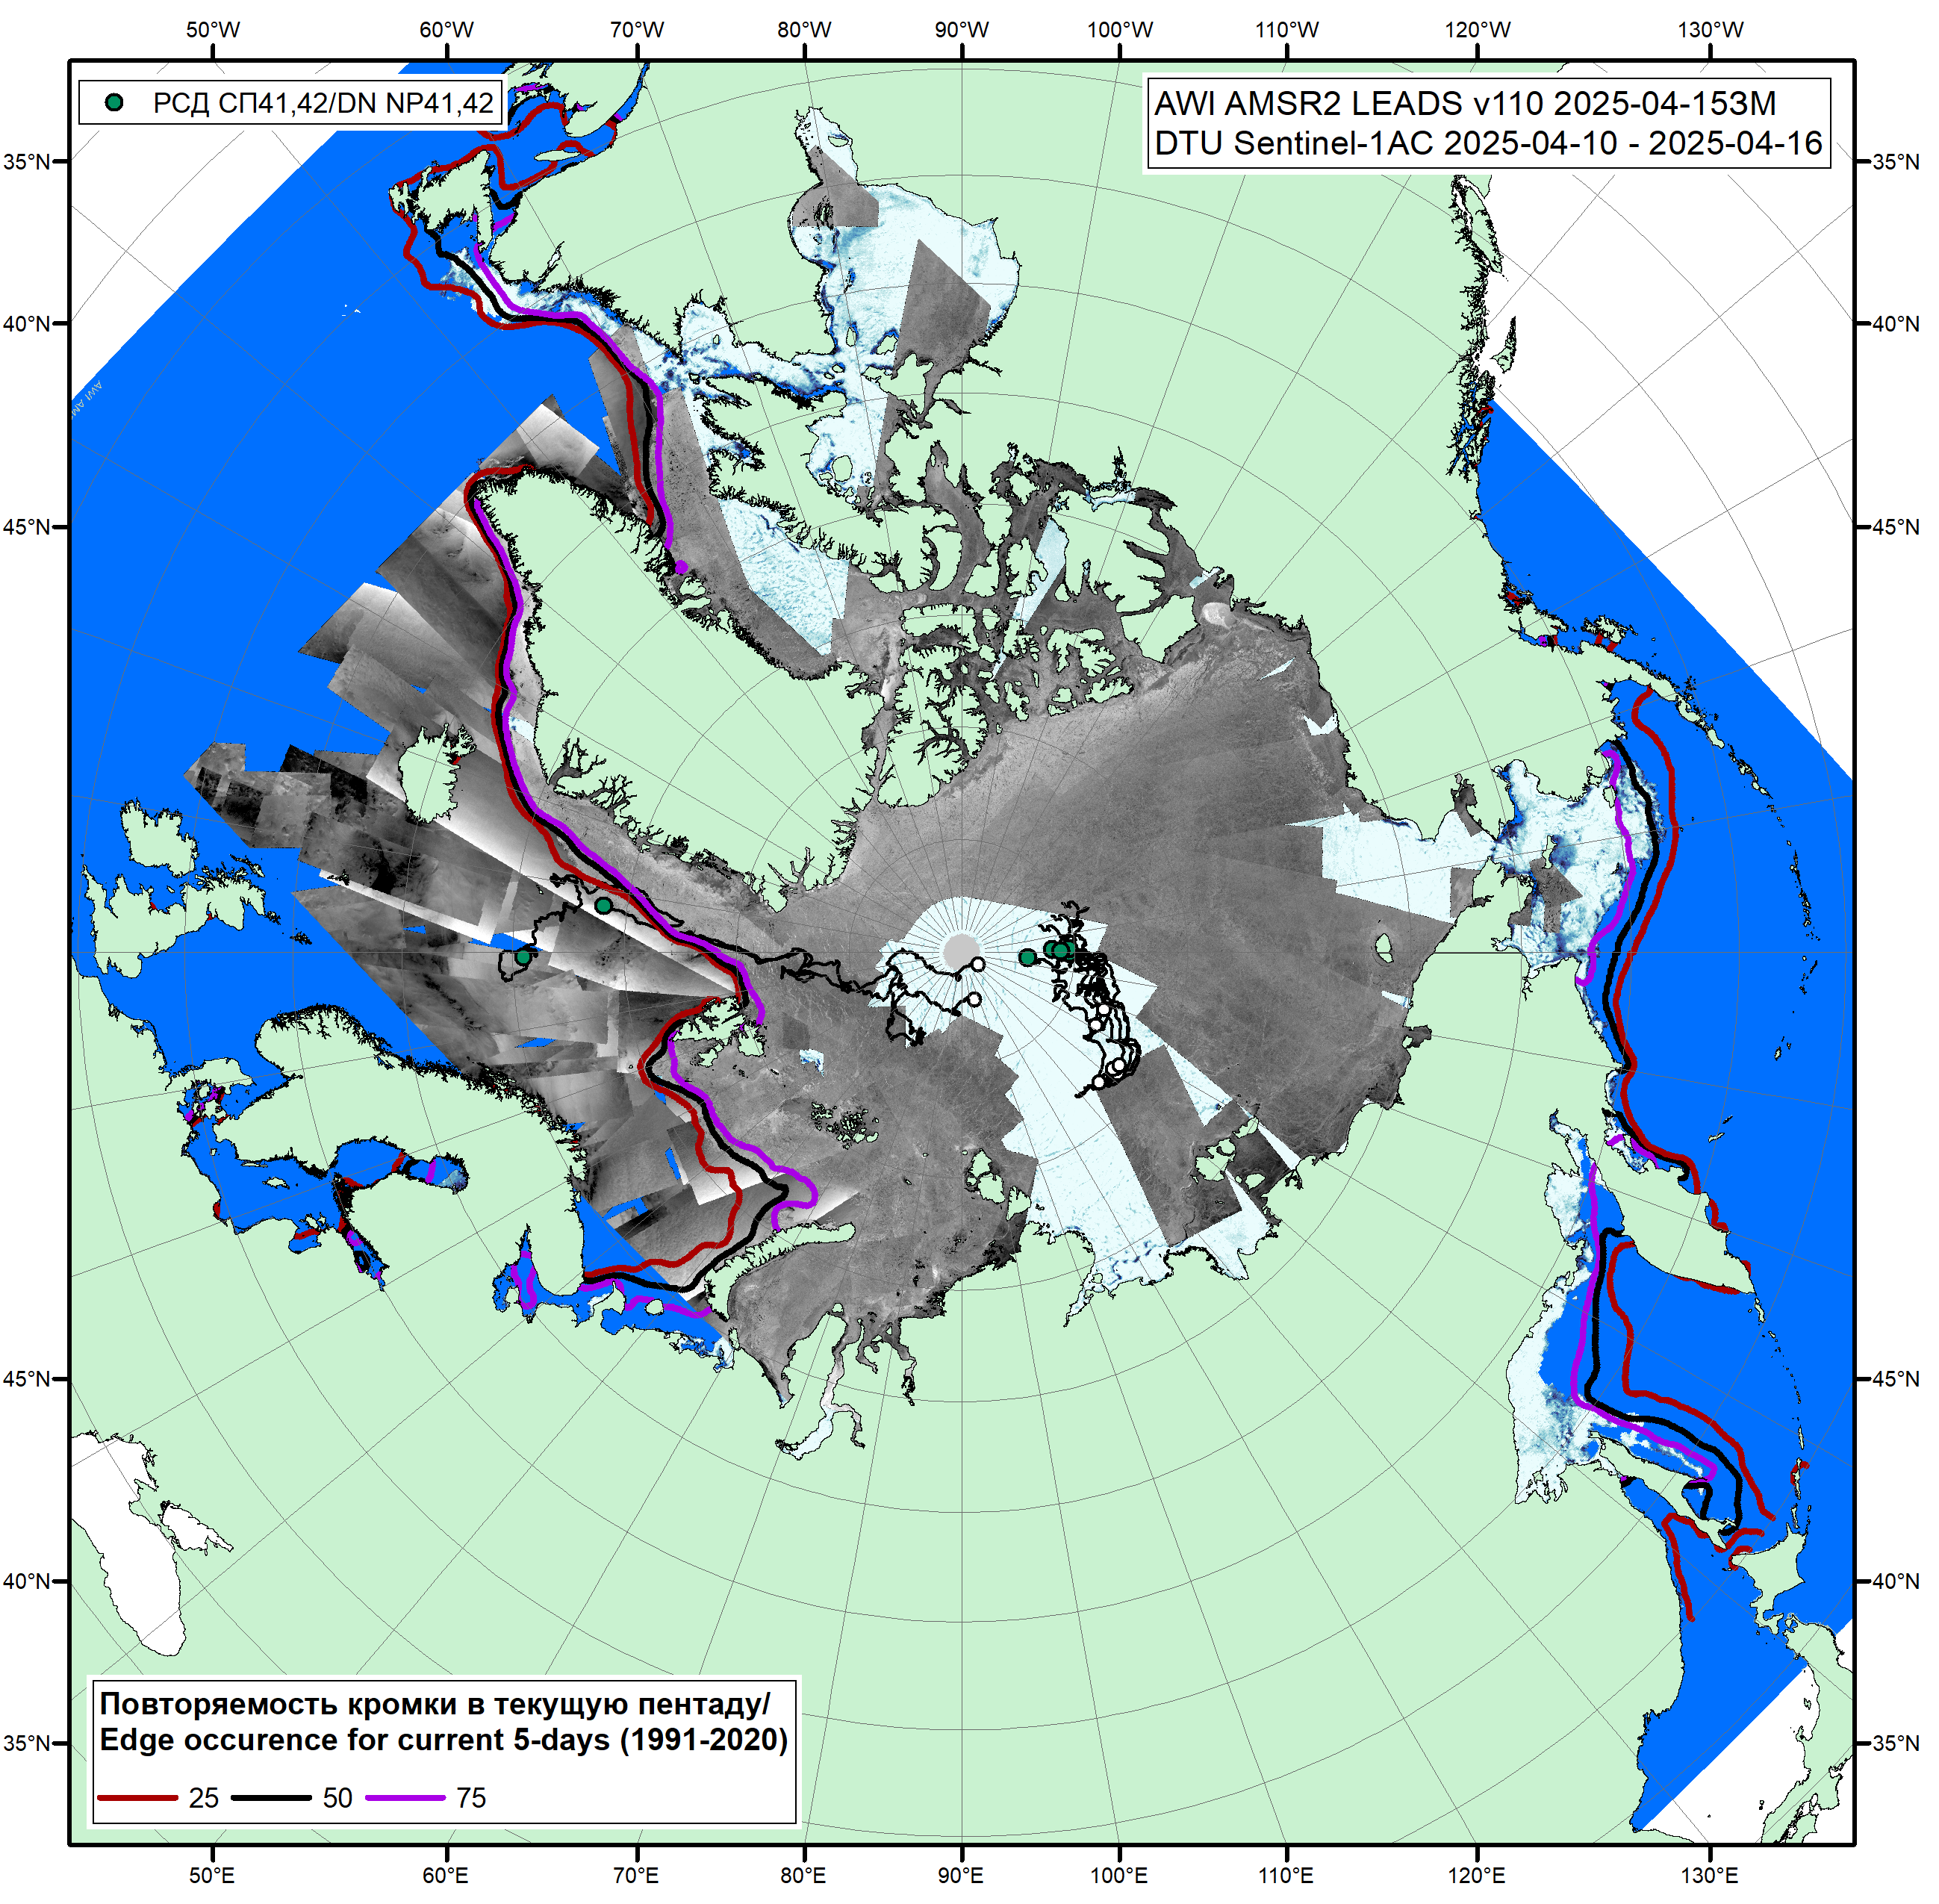 50°W 60°W 70°W 80°W 90°W 100°W 110°W 120°W 130°W
РСД СП41,42/DN NP41,42
AWI AMSR2 LEADS v110 2025-04-153M
DTU Sentinel-1AC 2025-04-10 - 2025-04-16
35°N 35°N
40°N 40°N
45°N 45°N
45°N 45°N
40°N 40°N
35°N 35°N
Повторяемость кромки в текущую пентаду/
Edge occurence for current 5-days (1991-2020)
25 50 75
50°E 60°E 70°E 80°E 90°E 100°E 110°E 120°E 130°E